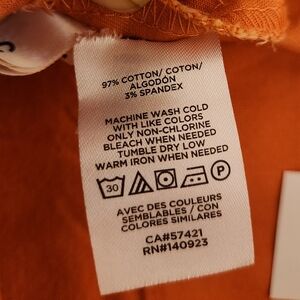 97% COTTON/ COTON/
ALGODÓN
3% SPANDEX
MACHINE WASH COLD
WITH LIKE COLORS
ONLY NON-CHLORINE
BLEACH WHEN NEEDED
TUMBLE DRY LOW
WARM IRON WHEN NEEDED
30 P
AVEC DES COULEURS
SEMBLABLES / CON
COLORES SIMILARES
CA#57421
RN#140923